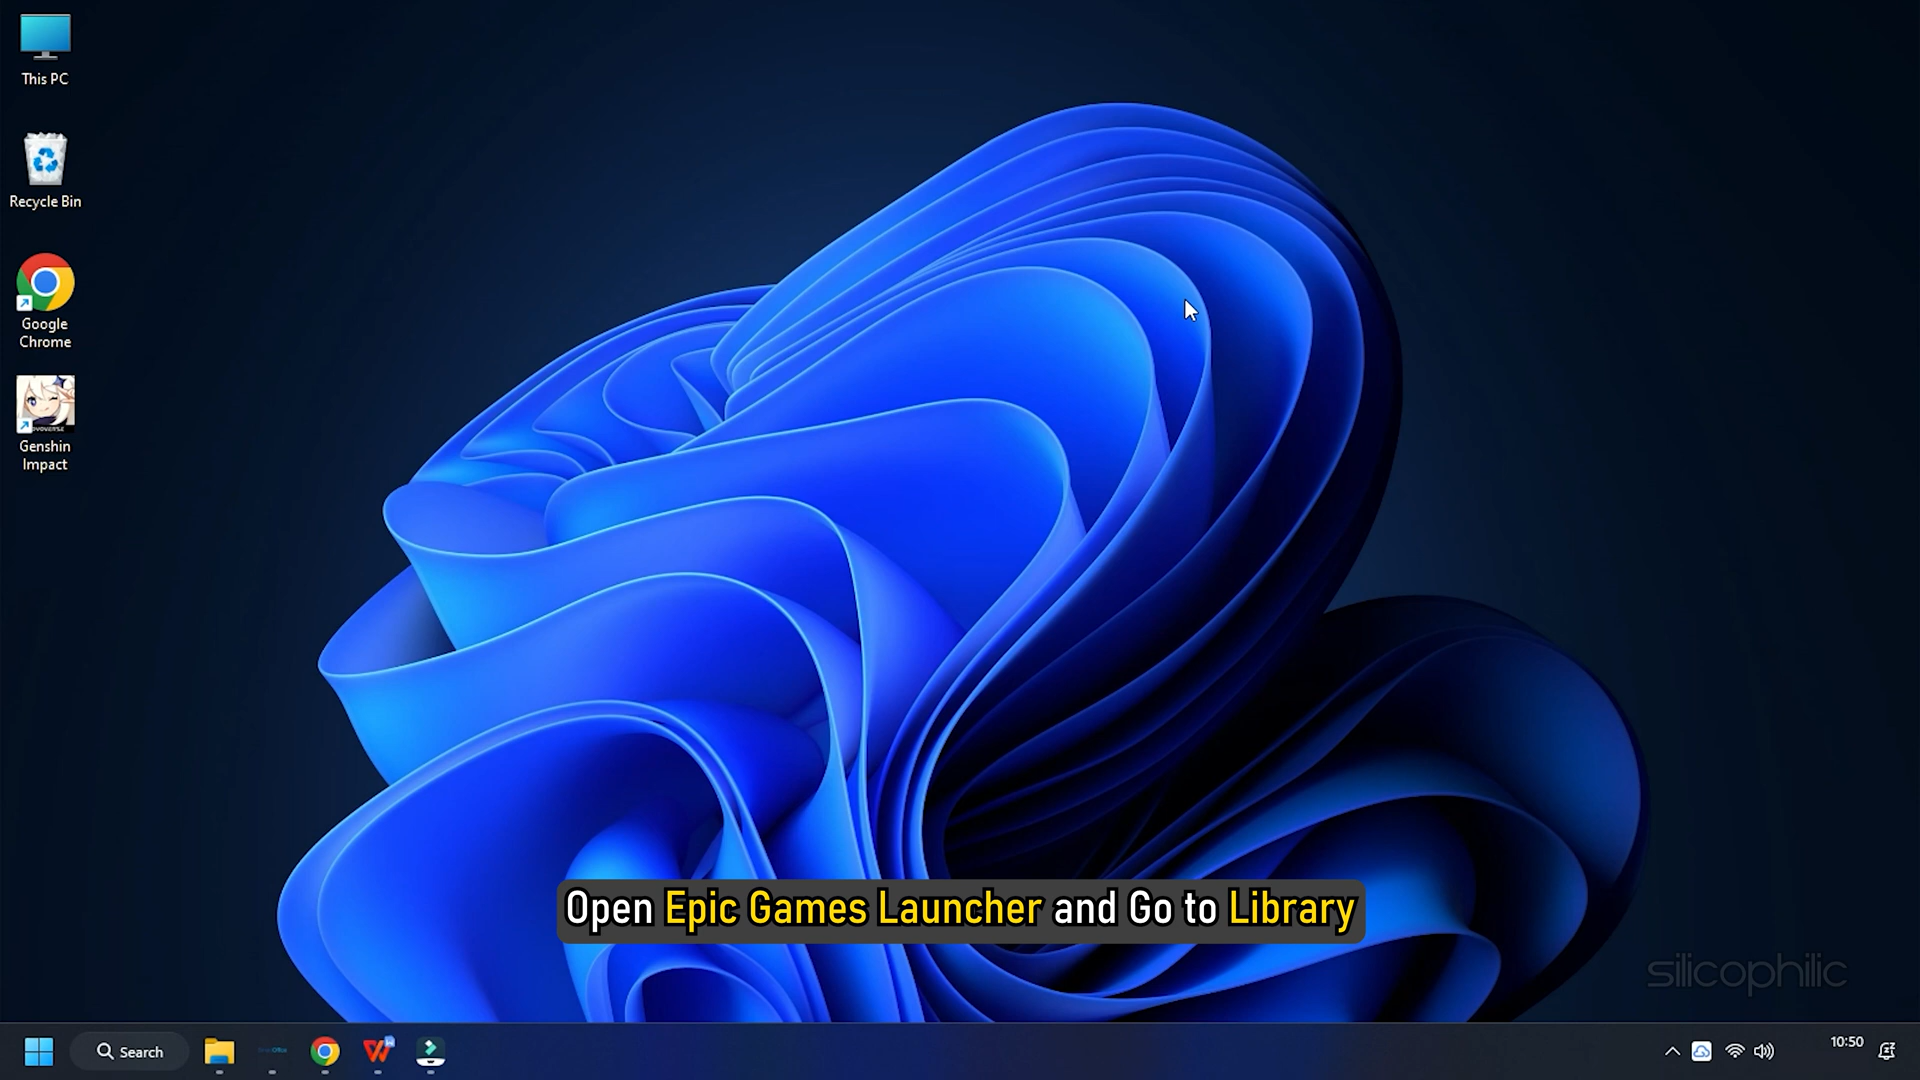 This PC
Recycle Bin
Google
Chrome
Genshin
Impact
Open Epic Games Launcher and Go to Library
silicophilic
Search
10:50